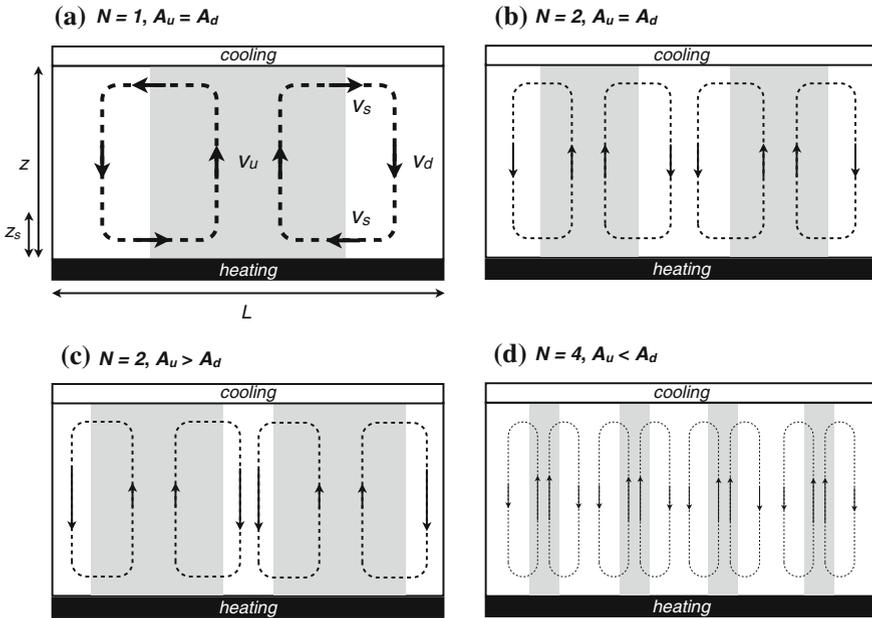 (a) N = 1, Au = Ad
cooling
vs
z
vu
vd
zs
vs
heating
L
(b) N = 2, Au = Ad
cooling
heating
(c) N = 2, Au > Ad
cooling
heating
(d) N = 4, Au < Ad
cooling
heating